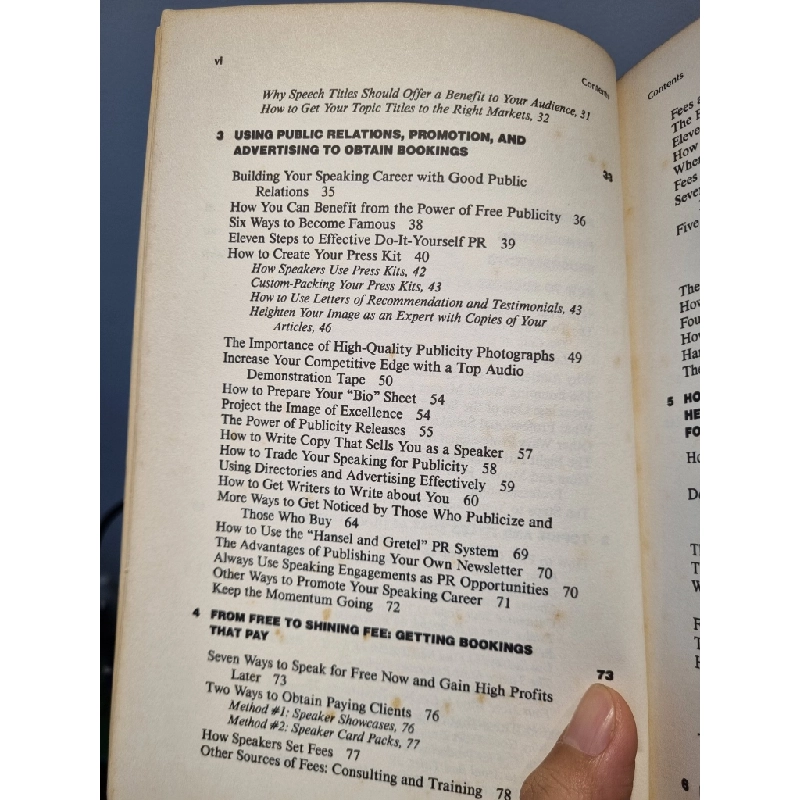 vi
Contents
Why Speech Titles Should Offer a Benefit to Your Audience, 31
How to Get Your Topic Titles to the Right Markets, 32
3 USING PUBLIC RELATIONS, PROMOTION, AND
ADVERTISING TO OBTAIN BOOKINGS 33
Building Your Speaking Career with Good Public
Relations 35
How You Can Benefit from the Power of Free Publicity 36
Six Ways to Become Famous 38
Eleven Steps to Effective Do-It-Yourself PR 39
How to Create Your Press Kit 40
How Speakers Use Press Kits, 42
Custom-Packing Your Press Kits, 43
How to Use Letters of Recommendation and Testimonials, 43
Heighten Your Image as an Expert with Copies of Your
Articles, 46
The Importance of High-Quality Publicity Photographs 49
Increase Your Competitive Edge with a Top Audio
Demonstration Tape 50
How to Prepare Your "Bio" Sheet 54
Project the Image of Excellence 54
The Power of Publicity Releases 55
How to Write Copy That Sells You as a Speaker 57
How to Trade Your Speaking for Publicity 58
Using Directories and Advertising Effectively 59
How to Get Writers to Write about You 60
More Ways to Get Noticed by Those Who Publicize and
Those Who Buy 64
How to Use the "Hansel and Gretel" PR System 69
The Advantages of Publishing Your Own Newsletter 70
Always Use Speaking Engagements as PR Opportunities 70
Other Ways to Promote Your Speaking Career 71
Keep the Momentum Going 72
4 FROM FREE TO SHINING FEE: GETTING BOOKINGS
THAT PAY 73
Seven Ways to Speak for Free Now and Gain High Profits
Later 73
Two Ways to Obtain Paying Clients 76
Method #1: Speaker Showcases, 76
Method #2: Speaker Card Packs, 77
How Speakers Set Fees 77
Other Sources of Fees: Consulting and Training 78
Contents
Fees
The
How
Fees
Five
The
How
5
6